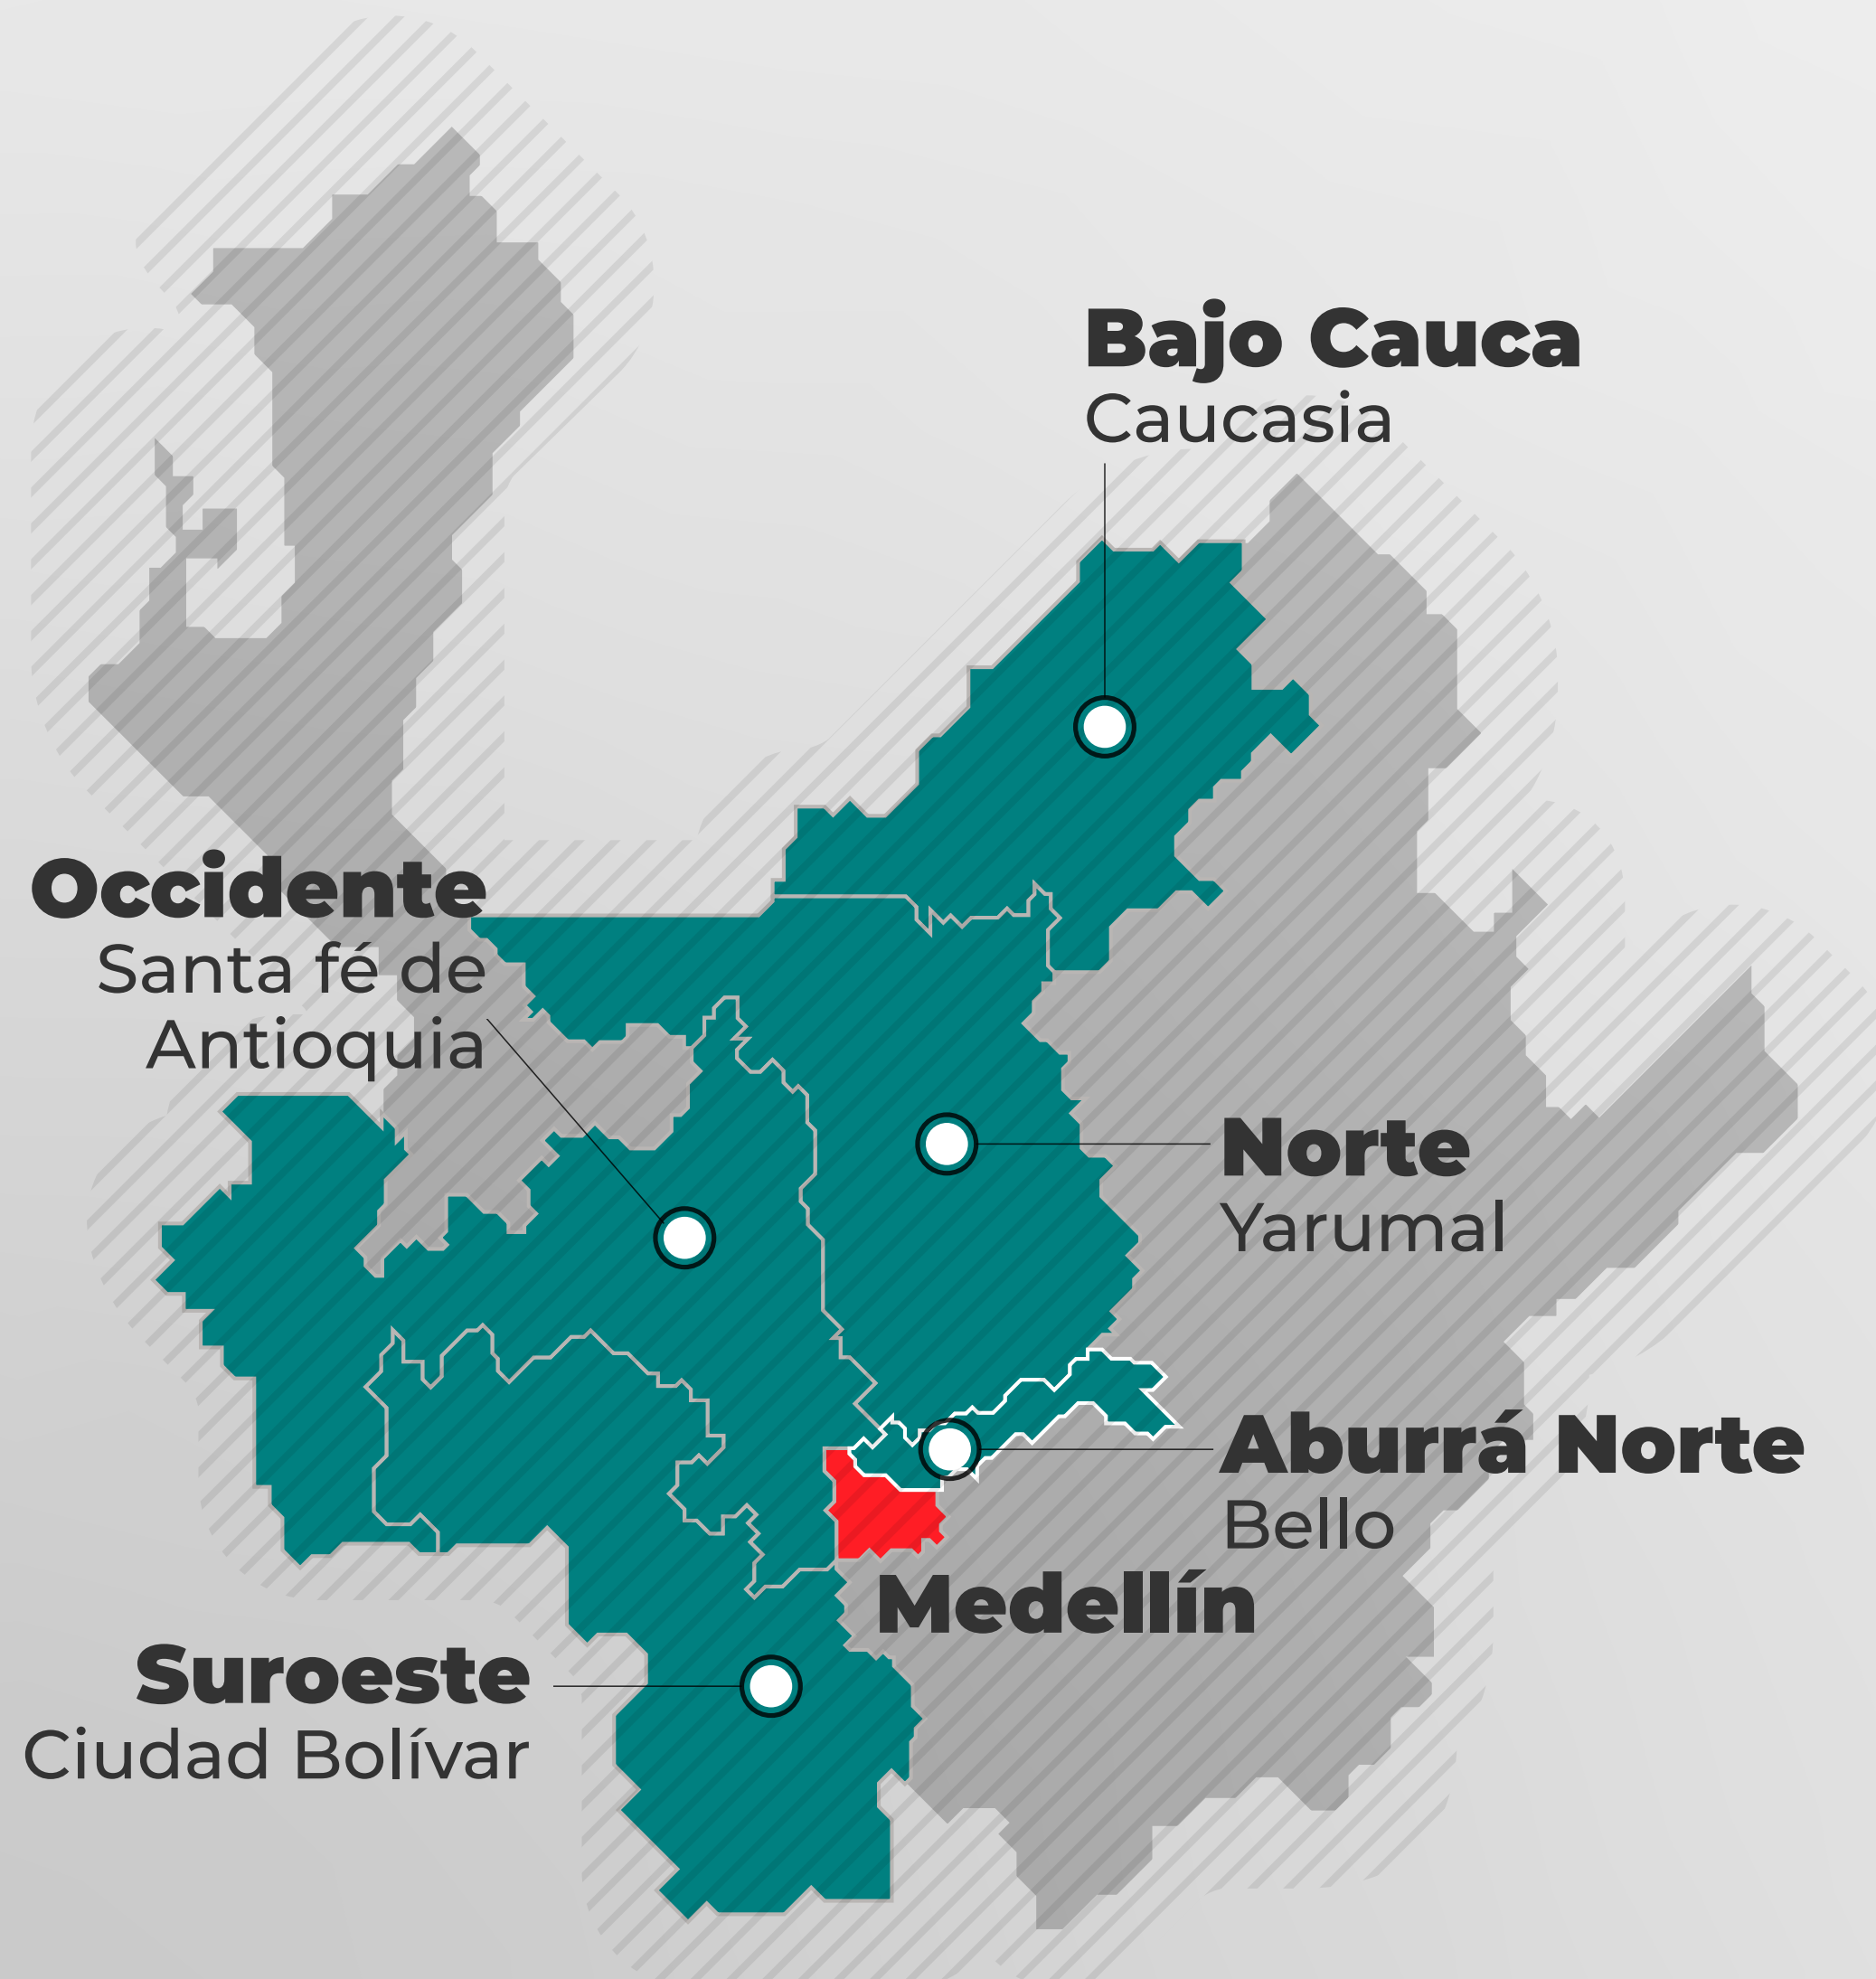 Bajo Cauca
Caucasia
Occidente
Santa fé de
Antioquia
Norte
Yarumal
Aburrá Norte
Bello
Medellín
Suroeste
Ciudad Bolívar